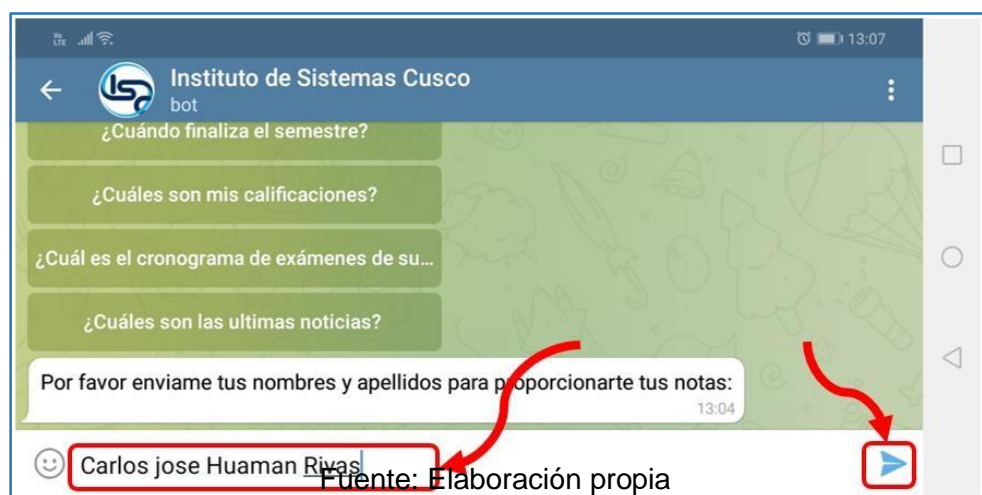 Vo LTE 13:07
Instituto de Sistemas Cusco
bot
¿Cuándo finaliza el semestre?
¿Cuáles son mis calificaciones?
¿Cuál es el cronograma de exámenes de su...
¿Cuáles son las ultimas noticias?
Por favor enviame tus nombres y apellidos para proporcionarte tus notas:
13:04
Carlos jose Huaman Rivas
Fuente: Elaboración propia